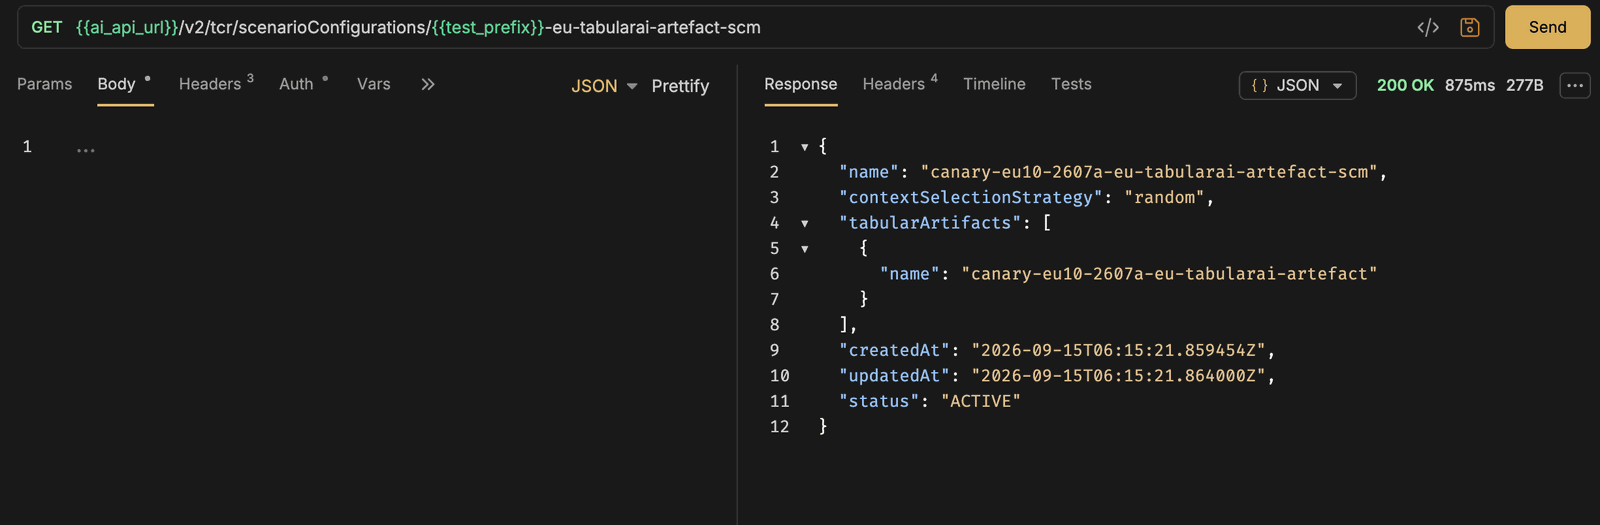 GET {{ai_api_url}}/v2/tcr/scenarioConfigurations/{{test_prefix}}-eu-tabularai-artefact-scm </> Send
Params Body Headers 3 Auth Vars >> JSON Prettify
1 ...
Response Headers 4 Timeline Tests { } JSON 200 OK 875ms 277B ...
1 {
2 "name": "canary-eu10-2607a-eu-tabularai-artefact-scm",
3 "contextSelectionStrategy": "random",
4 "tabularArtifacts": [
5 {
6 "name": "canary-eu10-2607a-eu-tabularai-artefact"
7 }
8 ],
9 "createdAt": "2026-09-15T06:15:21.859454Z",
10 "updatedAt": "2026-09-15T06:15:21.864000Z",
11 "status": "ACTIVE"
12 }